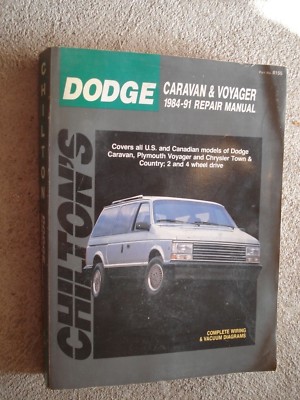 DODGE
CARAVAN & VOYAGER
1984-91 REPAIR MANUAL
Covers all U.S. and Canadian models of Dodge
Caravan, Plymouth Voyager and Chrysler Town &
Country; 2 and 4 wheel drive
CHILTON'S
COMPLETE WIRING
& VACUUM DIAGRAMS
CHILTON'S